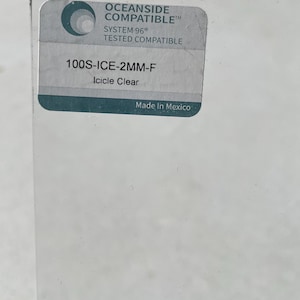 OCEANSIDE
COMPATIBLE™
SYSTEM 96®
TESTED COMPATIBLE
100S-ICE-2MM-F
Icicle Clear
Made in Mexico